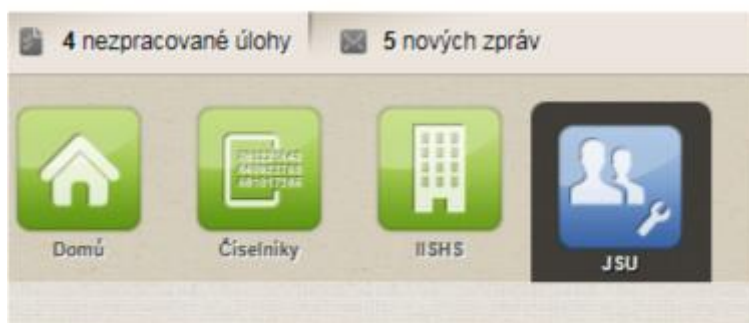 4 nezpracované úlohy
5 nových zpráv
Domů
Číselníky
IISHS
JSU